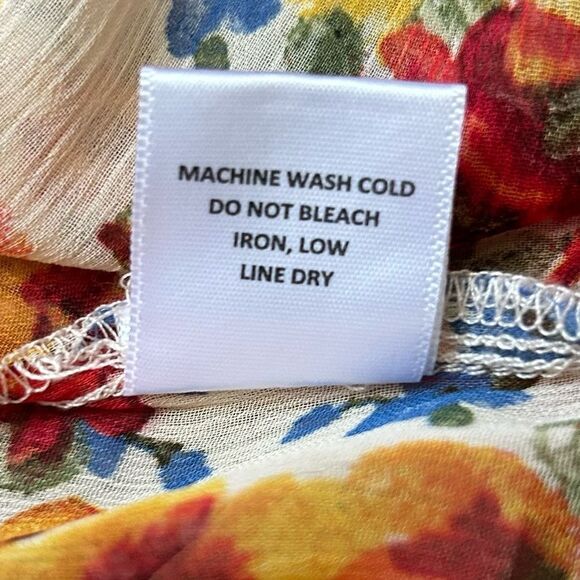 MACHINE WASH COLD
DO NOT BLEACH
IRON, LOW
LINE DRY